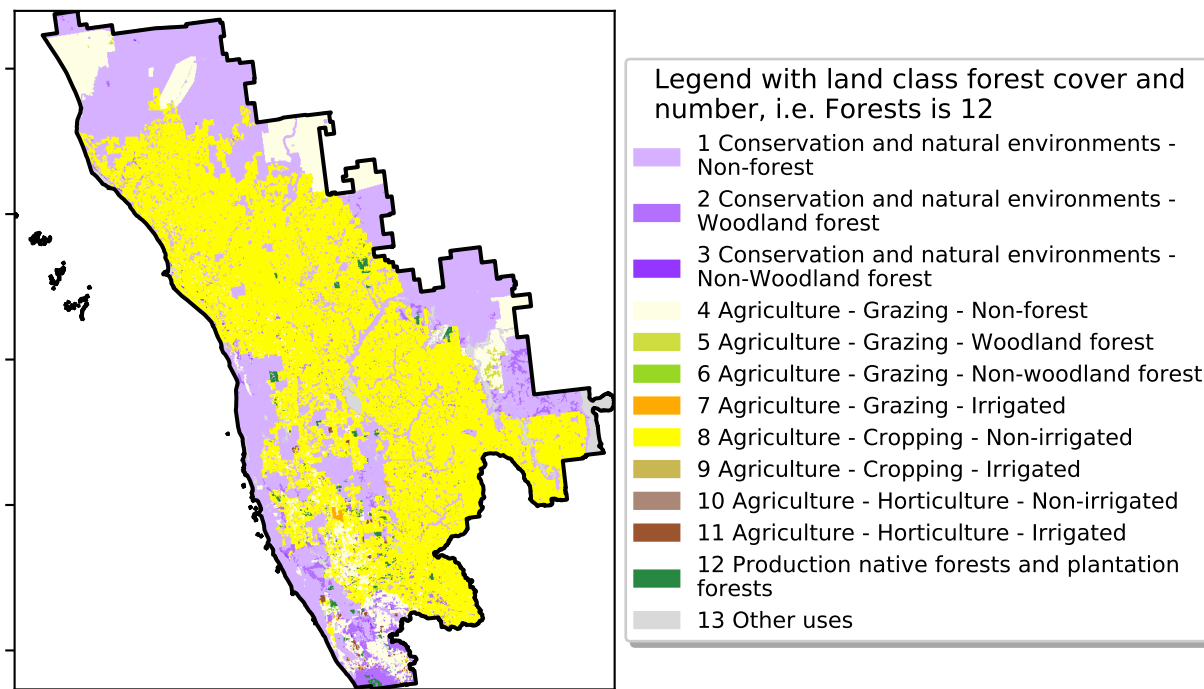 Legend with land class forest cover and
number, i.e. Forests is 12
1 Conservation and natural environments -
Non-forest
2 Conservation and natural environments -
Woodland forest
3 Conservation and natural environments -
Non-Woodland forest
4 Agriculture - Grazing - Non-forest
5 Agriculture - Grazing - Woodland forest
6 Agriculture - Grazing - Non-woodland forest
7 Agriculture - Grazing - Irrigated
8 Agriculture - Cropping - Non-irrigated
9 Agriculture - Cropping - Irrigated
10 Agriculture - Horticulture - Non-irrigated
11 Agriculture - Horticulture - Irrigated
12 Production native forests and plantation
forests
13 Other uses